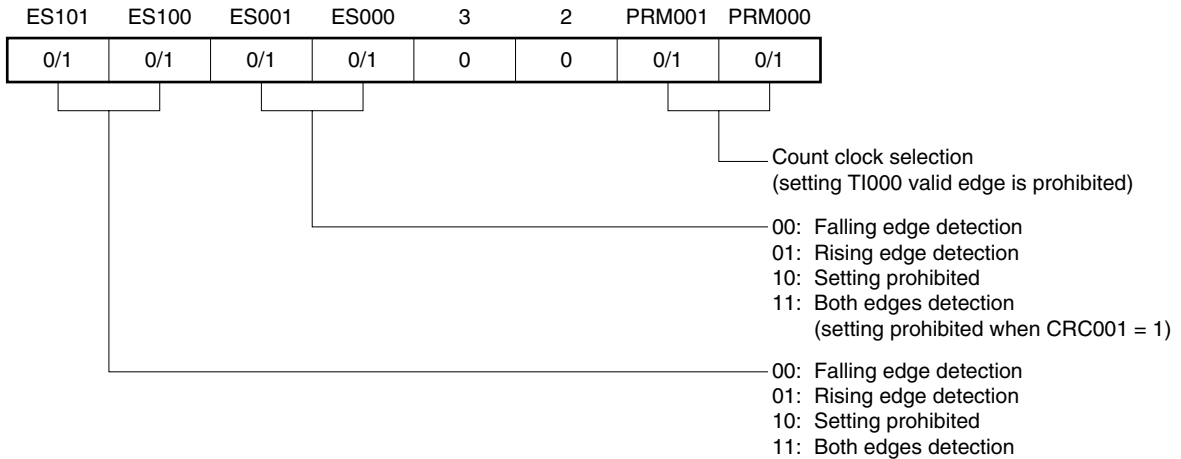 ES101 ES100 ES001 ES000 3 2 PRM001 PRM000
0/1 0/1 0/1 0/1 0 0 0/1 0/1
Count clock selection
(setting TI000 valid edge is prohibited)
00: Falling edge detection
01: Rising edge detection
10: Setting prohibited
11: Both edges detection
(setting prohibited when CRC001 = 1)
00: Falling edge detection
01: Rising edge detection
10: Setting prohibited
11: Both edges detection